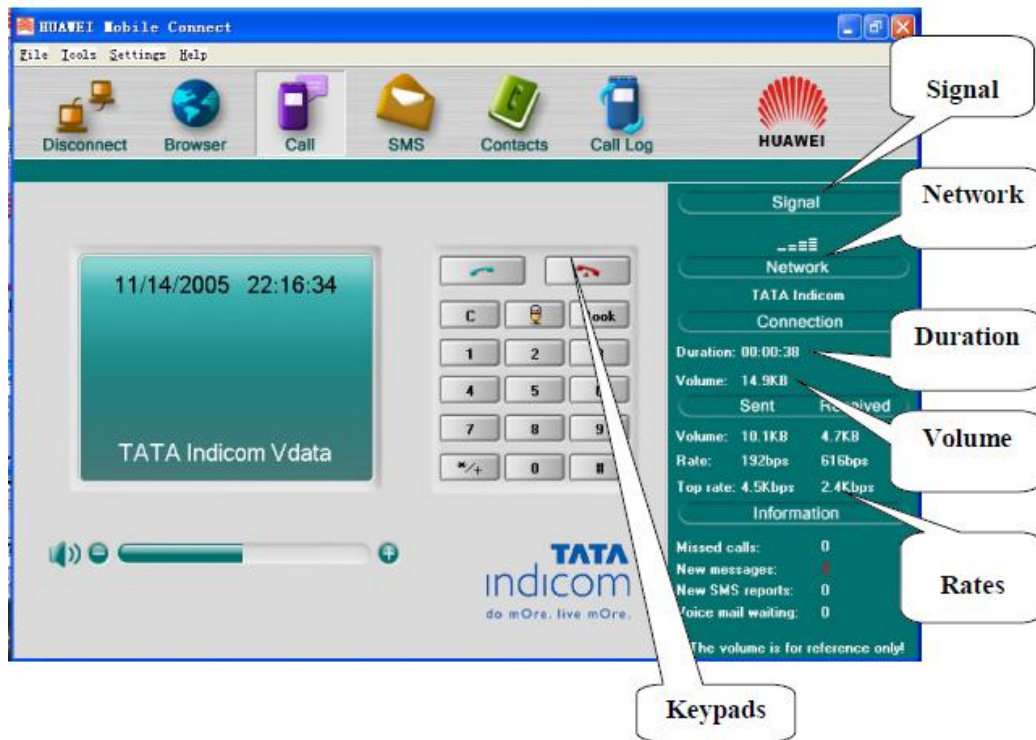 HUAWEI Mobile Connect
File Tools Settings Help
Disconnect Browser Call SMS Contacts Call Log
HUAWEI
Signal
Signal
Network
Network
TATA Indicom
11/14/2005 22:16:34
TATA Indicom Vdata
C
1 2
4 5
7 8 9
*/+ 0 #
Connection
Duration: 00:00:38
Duration
Volume: 14.9KB
Sent Received
Volume
Volume: 10.1KB 4.7KB
Rate: 192bps 616bps
Top rate: 4.5Kbps 2.4Kbps
Information
Missed calls: 0
New messages:
New SMS reports: 0
Voice mail waiting: 0
Rates
The volume is for reference only!
TATA
indicom
do mOre. live mOre.
Keypads